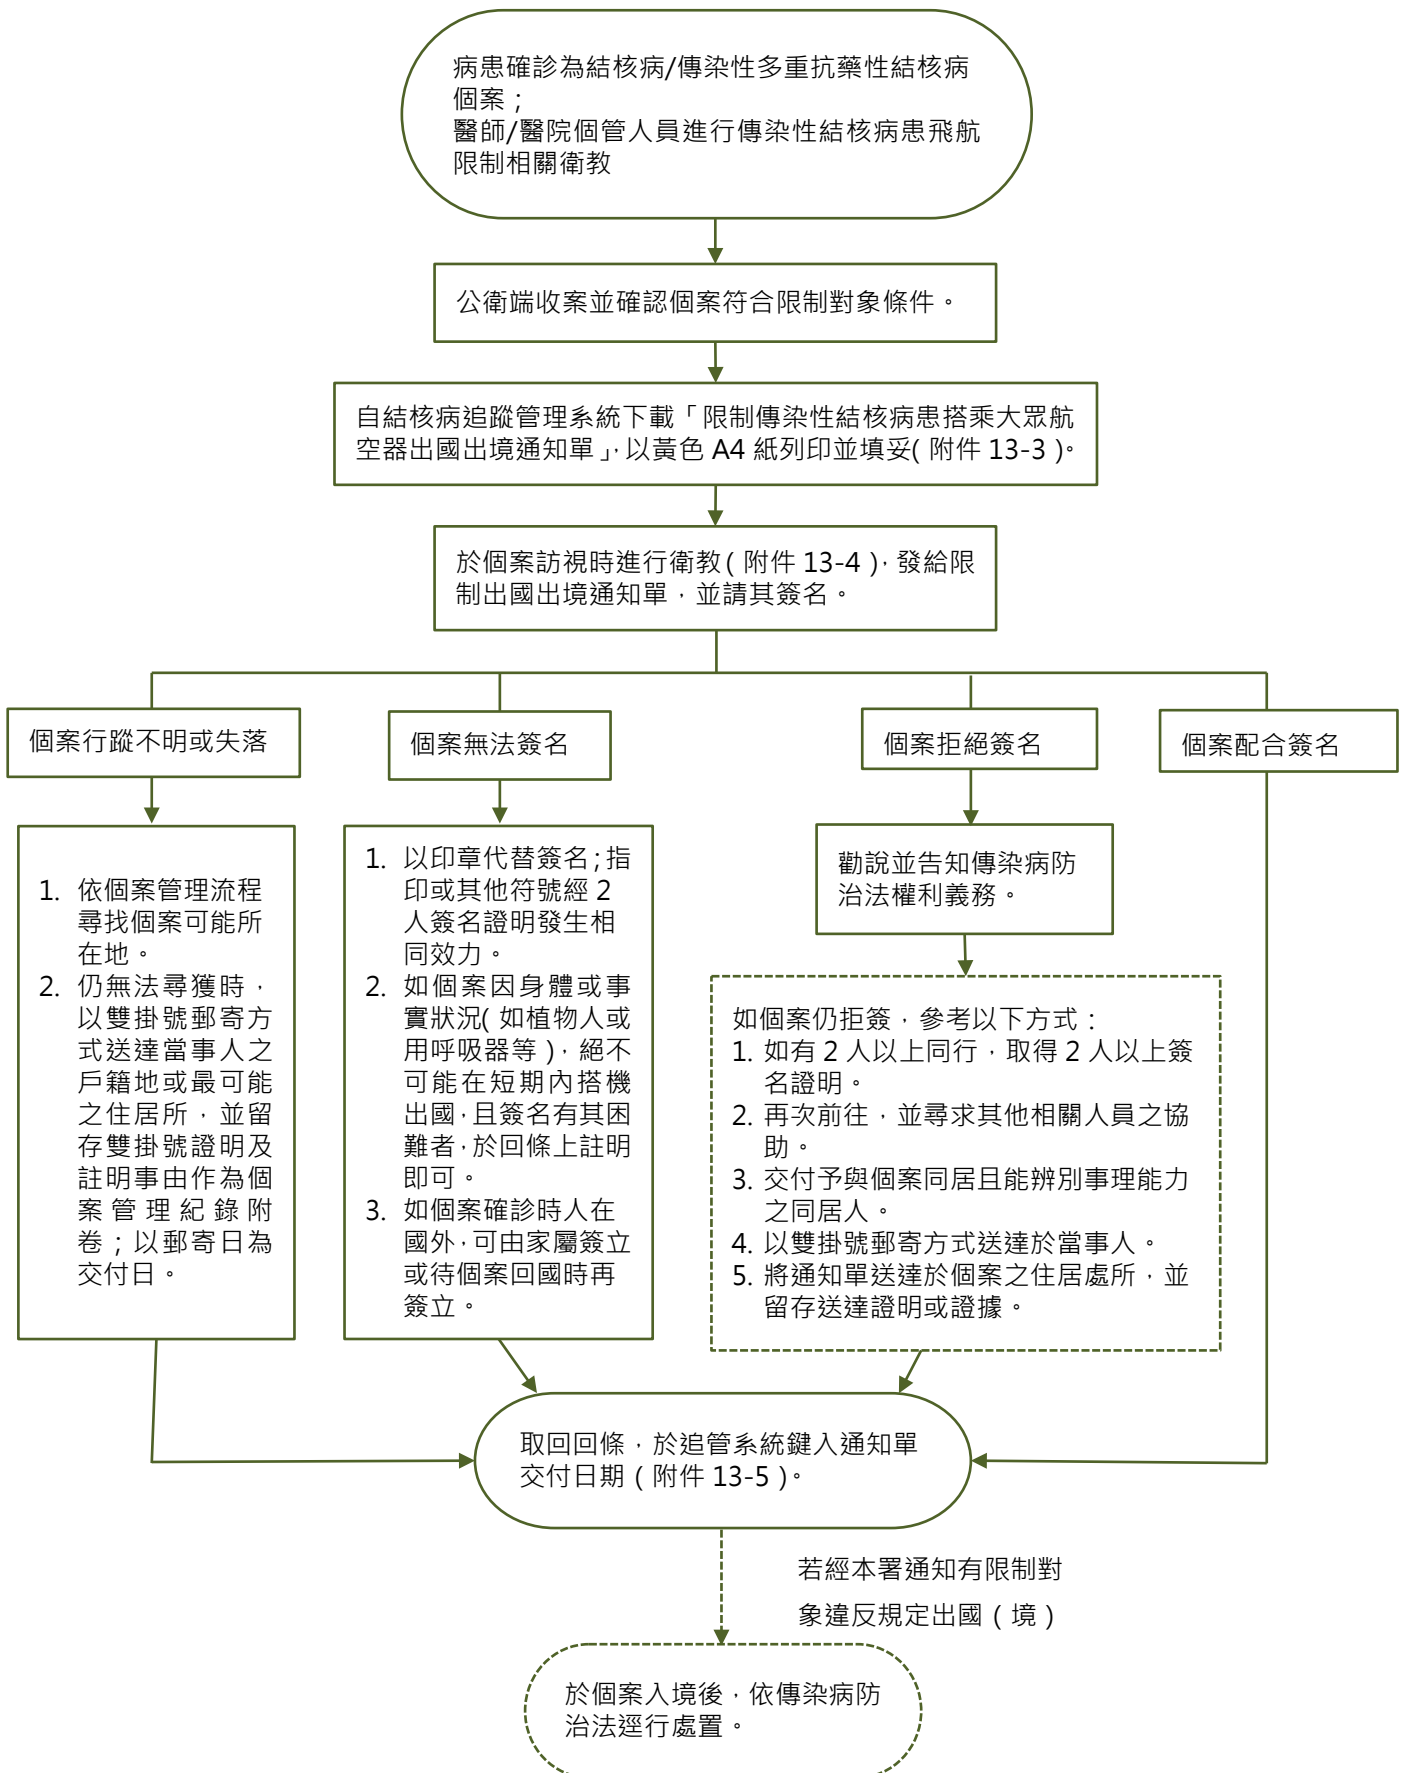 病患確診為結核病/傳染性多重抗藥性結核病
個案；
醫師/醫院個管人員進行傳染性結核病患飛航
限制相關衛教
公衛端收案並確認個案符合限制對象條件。
自結核病追蹤管理系統下載「限制傳染性結核病患搭乘大眾航
空器出國出境通知單」，以黃色 A4 紙列印並填妥(附件 13-3)。
於個案訪視時進行衛教(附件 13-4)，發給限
制出國出境通知單，並請其簽名。
個案行蹤不明或失落
個案無法簽名
個案拒絕簽名
個案配合簽名
1. 依個案管理流程
尋找個案可能所
在地。
2. 仍無法尋獲時，
以雙掛號郵寄方
式送達當事人之
戶籍地或最可能
之住居所，並留
存雙掛號證明及
註明事由作為個
案管理紀錄附
卷；以郵寄日為
交付日。
1. 以印章代替簽名；指
印或其他符號經 2
人簽名證明發生相
同效力。
2. 如個案因身體或事
實狀況(如植物人或
用呼吸器等)，絕不
可能在短期內搭機
出國，且簽名有其困
難者，於回條上註明
即可。
3. 如個案確診時人在
國外，可由家屬簽立
或待個案回國時再
簽立。
勸說並告知傳染病防
治法權利義務。
如個案仍拒簽，參考以下方式：
1. 如有 2 人以上同行，取得 2 人以上簽
名證明。
2. 再次前往，並尋求其他相關人員之協
助。
3. 交付予與個案同居且能辨別事理能力
之同居人。
4. 以雙掛號郵寄方式送達於當事人。
5. 將通知單送達於個案之住居處所，並
留存送達證明或證據。
取回回條，於追管系統鍵入通知單
交付日期(附件 13-5)。
若經本署通知有限制對
象違反規定出國(境)
於個案入境後，依傳染病防
治法逕行處置。